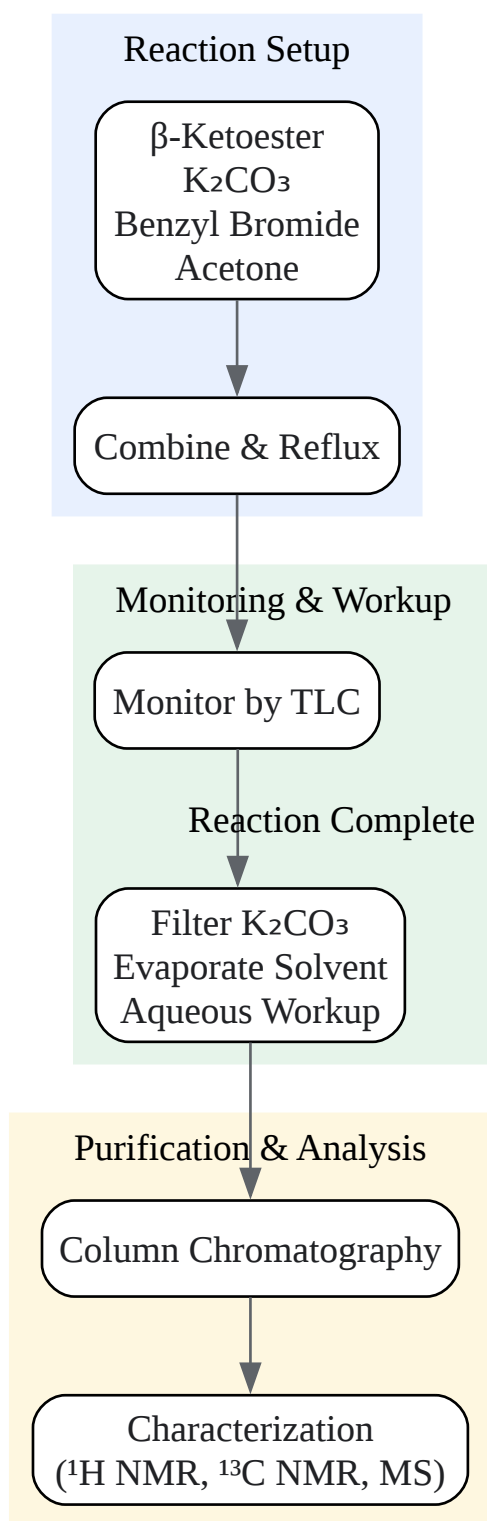 Reaction Setup
β-Ketoester
K₂CO₃
Benzyl Bromide
Acetone
Combine & Reflux
Monitoring & Workup
Monitor by TLC
Reaction Complete
Filter K₂CO₃
Evaporate Solvent
Aqueous Workup
Purification & Analysis
Column Chromatography
Characterization
(¹H NMR, ¹³C NMR, MS)